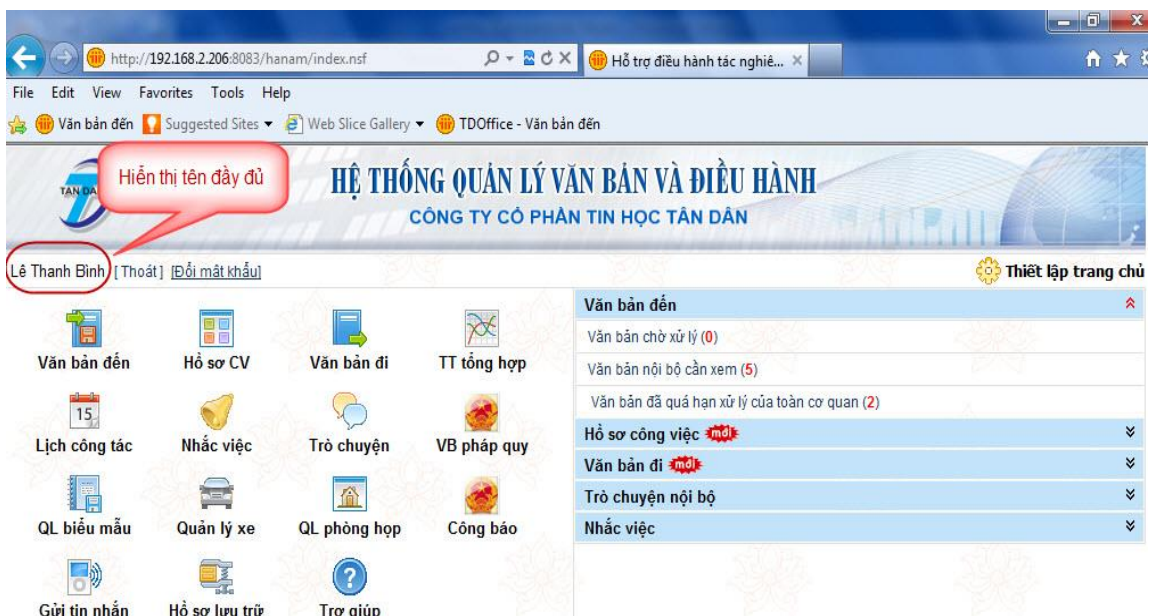 http://192.168.2.206:8083/hanam/index.nsf
Hỗ trợ điều hành tác nghiê...
File Edit View Favorites Tools Help
Văn bản đến Suggested Sites Web Slice Gallery TDOffice - Văn bản đến
TAN DA
Hiển thị tên đầy đủ
HỆ THỐNG QUẢN LÝ VĂN BẢN VÀ ĐIỀU HÀNH
CÔNG TY CỔ PHẦN TIN HỌC TÂN DÂN
Lê Thanh Bình [ Thoát ] [Đổi mật khẩu]
Thiết lập trang chủ
Văn bản đến Hồ sơ CV Văn bản đi TT tổng hợp
15
Lịch công tác Nhắc việc Trò chuyện VB pháp quy
QL biểu mẫu Quản lý xe QL phòng họp Công báo
Gửi tin nhắn Hồ sơ lưu trữ Trợ giúp
Văn bản đến
Văn bản chờ xử lý (0)
Văn bản nội bộ cần xem (5)
Văn bản đã quá hạn xử lý của toàn cơ quan (2)
Hồ sơ công việc mới
Văn bản đi mới
Trò chuyện nội bộ
Nhắc việc